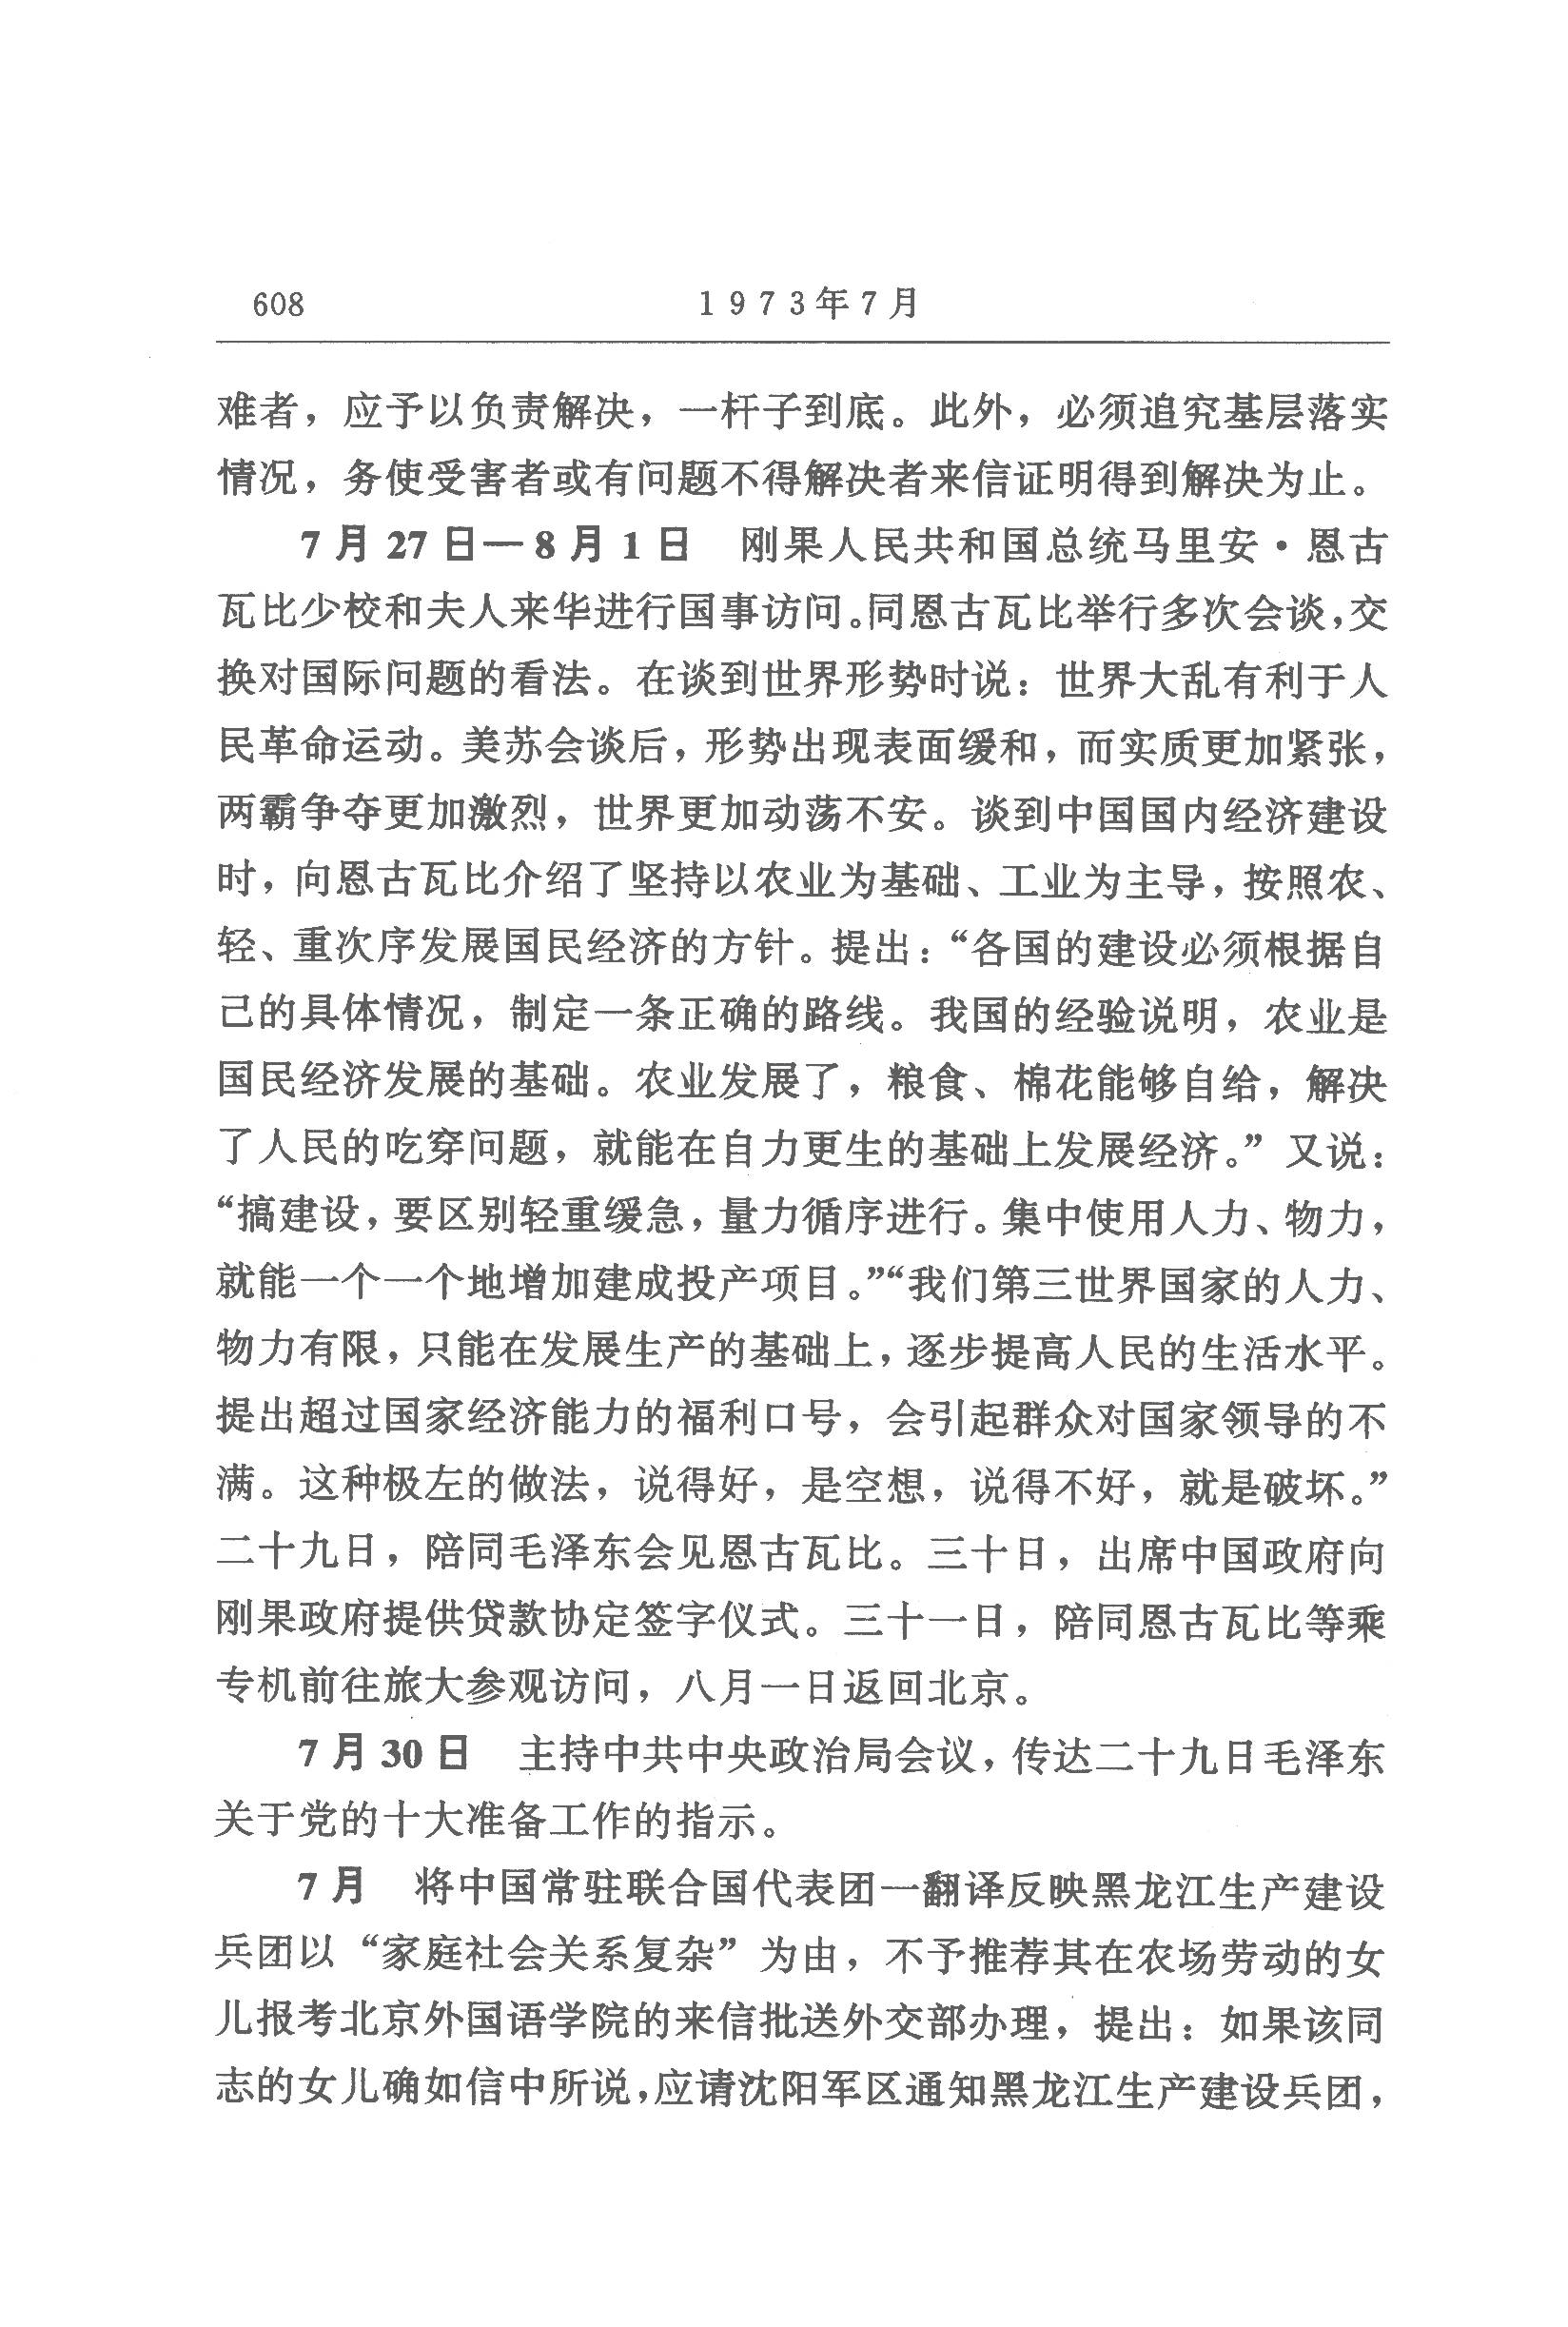 608
1973年7月
难者，应予以负责解决，一杆子到底。此外，必须追究基层落实
情况，务使受害者或有问题不得解决者来信证明得到解决为止。
7月27日—8月1日 刚果人民共和国总统马里安·恩古
瓦比少校和夫人来华进行国事访问。同恩古瓦比举行多次会谈，交
换对国际问题的看法。在谈到世界形势时说：世界大乱有利于人
民革命运动。美苏会谈后，形势出现表面缓和，而实质更加紧张，
两霸争夺更加激烈，世界更加动荡不安。谈到中国国内经济建设
时，向恩古瓦比介绍了坚持以农业为基础、工业为主导，按照农、
轻、重次序发展国民经济的方针。提出：“各国的建设必须根据自
己的具体情况，制定一条正确的路线。我国的经验说明，农业是
国民经济发展的基础。农业发展了，粮食、棉花能够自给，解决
了人民的吃穿问题，就能在自力更生的基础上发展经济。”又说：
“搞建设，要区别轻重缓急，量力循序进行。集中使用人力、物力，
就能一个一个地增加建成投产项目。”“我们第三世界国家的人力、
物力有限，只能在发展生产的基础上，逐步提高人民的生活水平。
提出超过国家经济能力的福利口号，会引起群众对国家领导的不
满。这种极左的做法，说得好，是空想，说得不好，就是破坏。”
二十九日，陪同毛泽东会见恩古瓦比。三十日，出席中国政府向
刚果政府提供贷款协定签字仪式。三十一日，陪同恩古瓦比等乘
专机前往旅大参观访问，八月一日返回北京。
7月30日 主持中共中央政治局会议，传达二十九日毛泽东
关于党的十大准备工作的指示。
7月 将中国常驻联合国代表团一翻译反映黑龙江生产建设
兵团以“家庭社会关系复杂”为由，不予推荐其在农场劳动的女
儿报考北京外国语学院的来信批送外交部办理，提出：如果该同
志的女儿确如信中所说，应请沈阳军区通知黑龙江生产建设兵团，